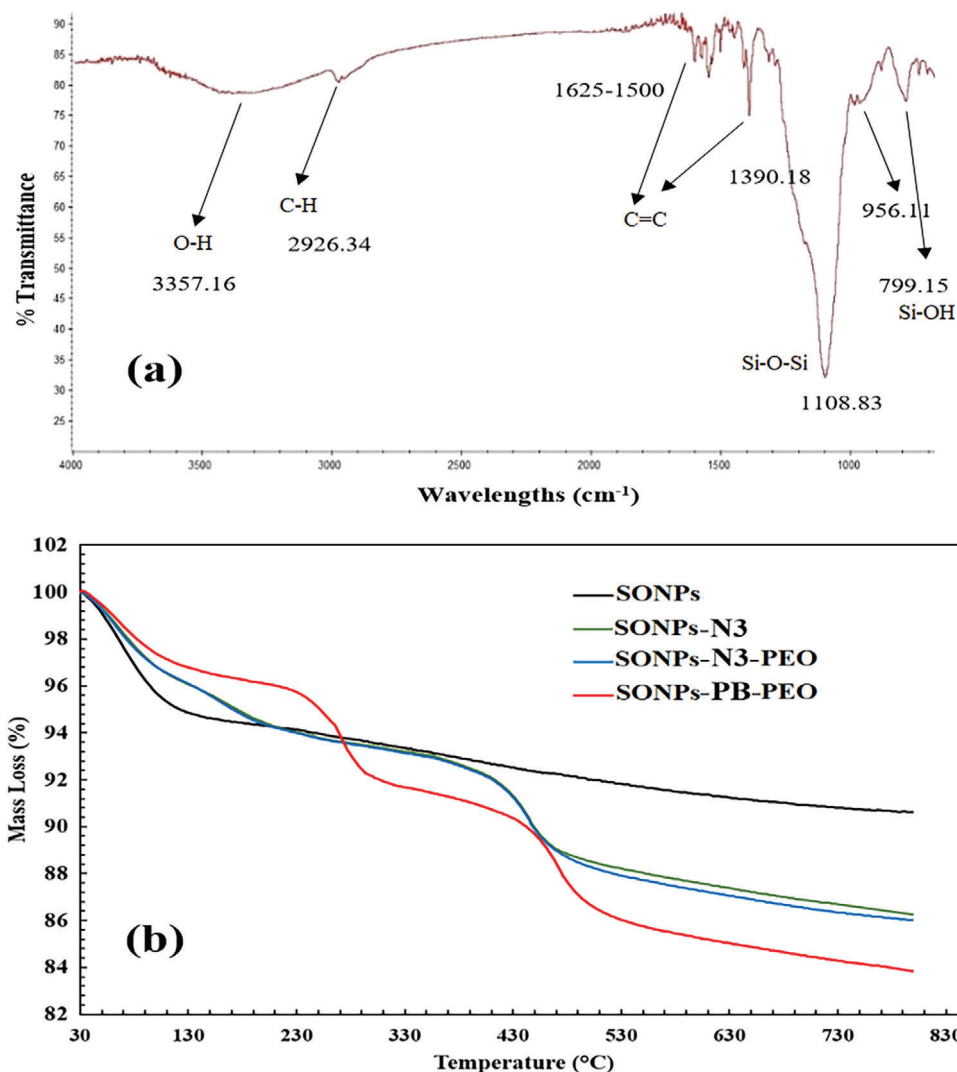 90
85
80
75
70
65
60
55
50
45
40
35
30
25
% Transmittance
1625-1500
C-H
2926.34
O-H
3357.16
C=C
1390.18
956.11
799.15
Si-OH
Si-O-Si
1108.83
(a)
4000 3500 3000 2500 2000 1500 1000
Wavelengths (cm-1)
102
100
98
96
94
92
90
88
86
84
82
Mass Loss (%)
SONPs
SONPs-N3
SONPs-N3-PEO
SONPs-PB-PEO
(b)
30 130 230 330 430 530 630 730 830
Temperature (°C)